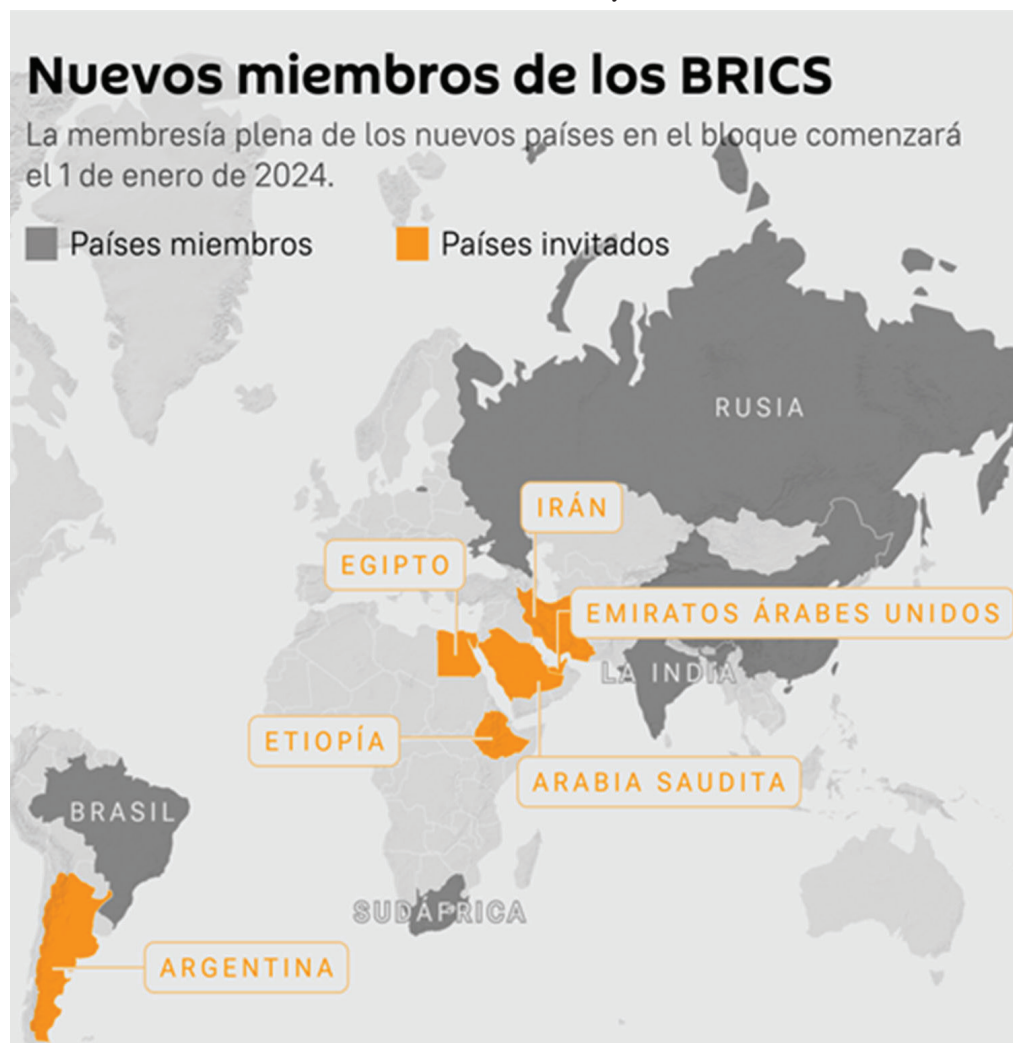 Nuevos miembros de los BRICS
La membresía plena de los nuevos países en el bloque comenzará
el 1 de enero de 2024.
Países miembros
Países invitados
RUSIA
IRÁN
EGIPTO
EMIRATOS ÁRABES UNIDOS
LA INDIA
ETIOPÍA
ARABIA SAUDITA
BRASIL
SUDÁFRICA
ARGENTINA